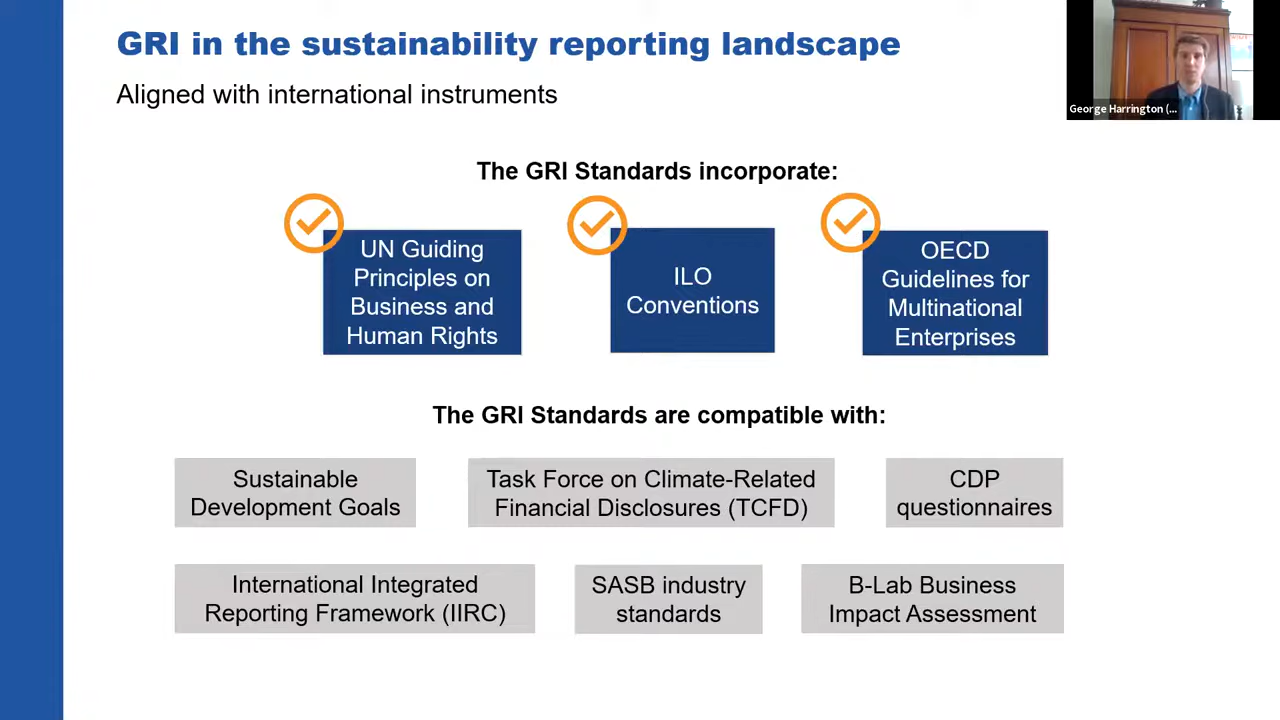 GRI in the sustainability reporting landscape
Aligned with international instruments
George Harrington (...
The GRI Standards incorporate:
UN Guiding
Principles on
Business and
Human Rights
ILO
Conventions
OECD
Guidelines for
Multinational
Enterprises
The GRI Standards are compatible with:
Sustainable
Development Goals
Task Force on Climate-Related
Financial Disclosures (TCFD)
CDP
questionnaires
International Integrated
Reporting Framework (IIRC)
SASB industry
standards
B-Lab Business
Impact Assessment